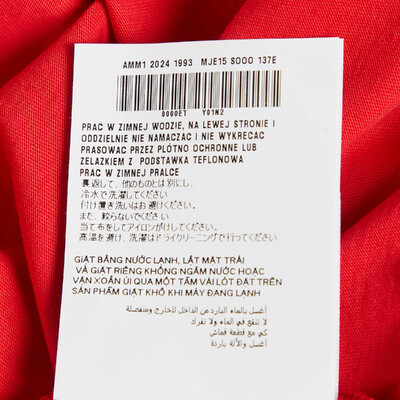 AMM1 2024 1993 MJE15 SOOO 137E
0000ET Y01N2
PRAC W ZIMNEJ WODZIE, NA LEWEJ STRONIE I
ODDZIELNIE NIE NAMACZAC I NIE WYKRECAC
PRASOWAC PRZEZ PLÓTNO OCHRONNE LUB
ZELAZKIEM Z PODSTAWKA TEFLONOWA
PRAC W ZIMNEJ PRALCE
裏返して、他のものとは別にし、
冷水で洗濯してください。
付け置き洗いはお避けください。
また、絞らないでください。
当て布をしてアイロンがけしてください。
高温を避け、洗濯はドライクリーニングで行ってください
GIẶT BẰNG NƯỚC LẠNH, LẬT MẶT TRÁI
VÀ GIẶT RIÊNG KHÔNG NGÂM NƯỚC HOẶC
VẶN XOẮN ỦI QUA MỘT TẤM VẢI LÓT ĐẶT TRÊN
SẢN PHẨM GIẶT KHÔ KHI MÁY ĐANG LẠNH
أغسل بالماء البارد من الداخل للخارج ومنفصلة
لا تنقع في الماء ولا تفرك
كي مع قطعة قماش
أغسل والألة باردة